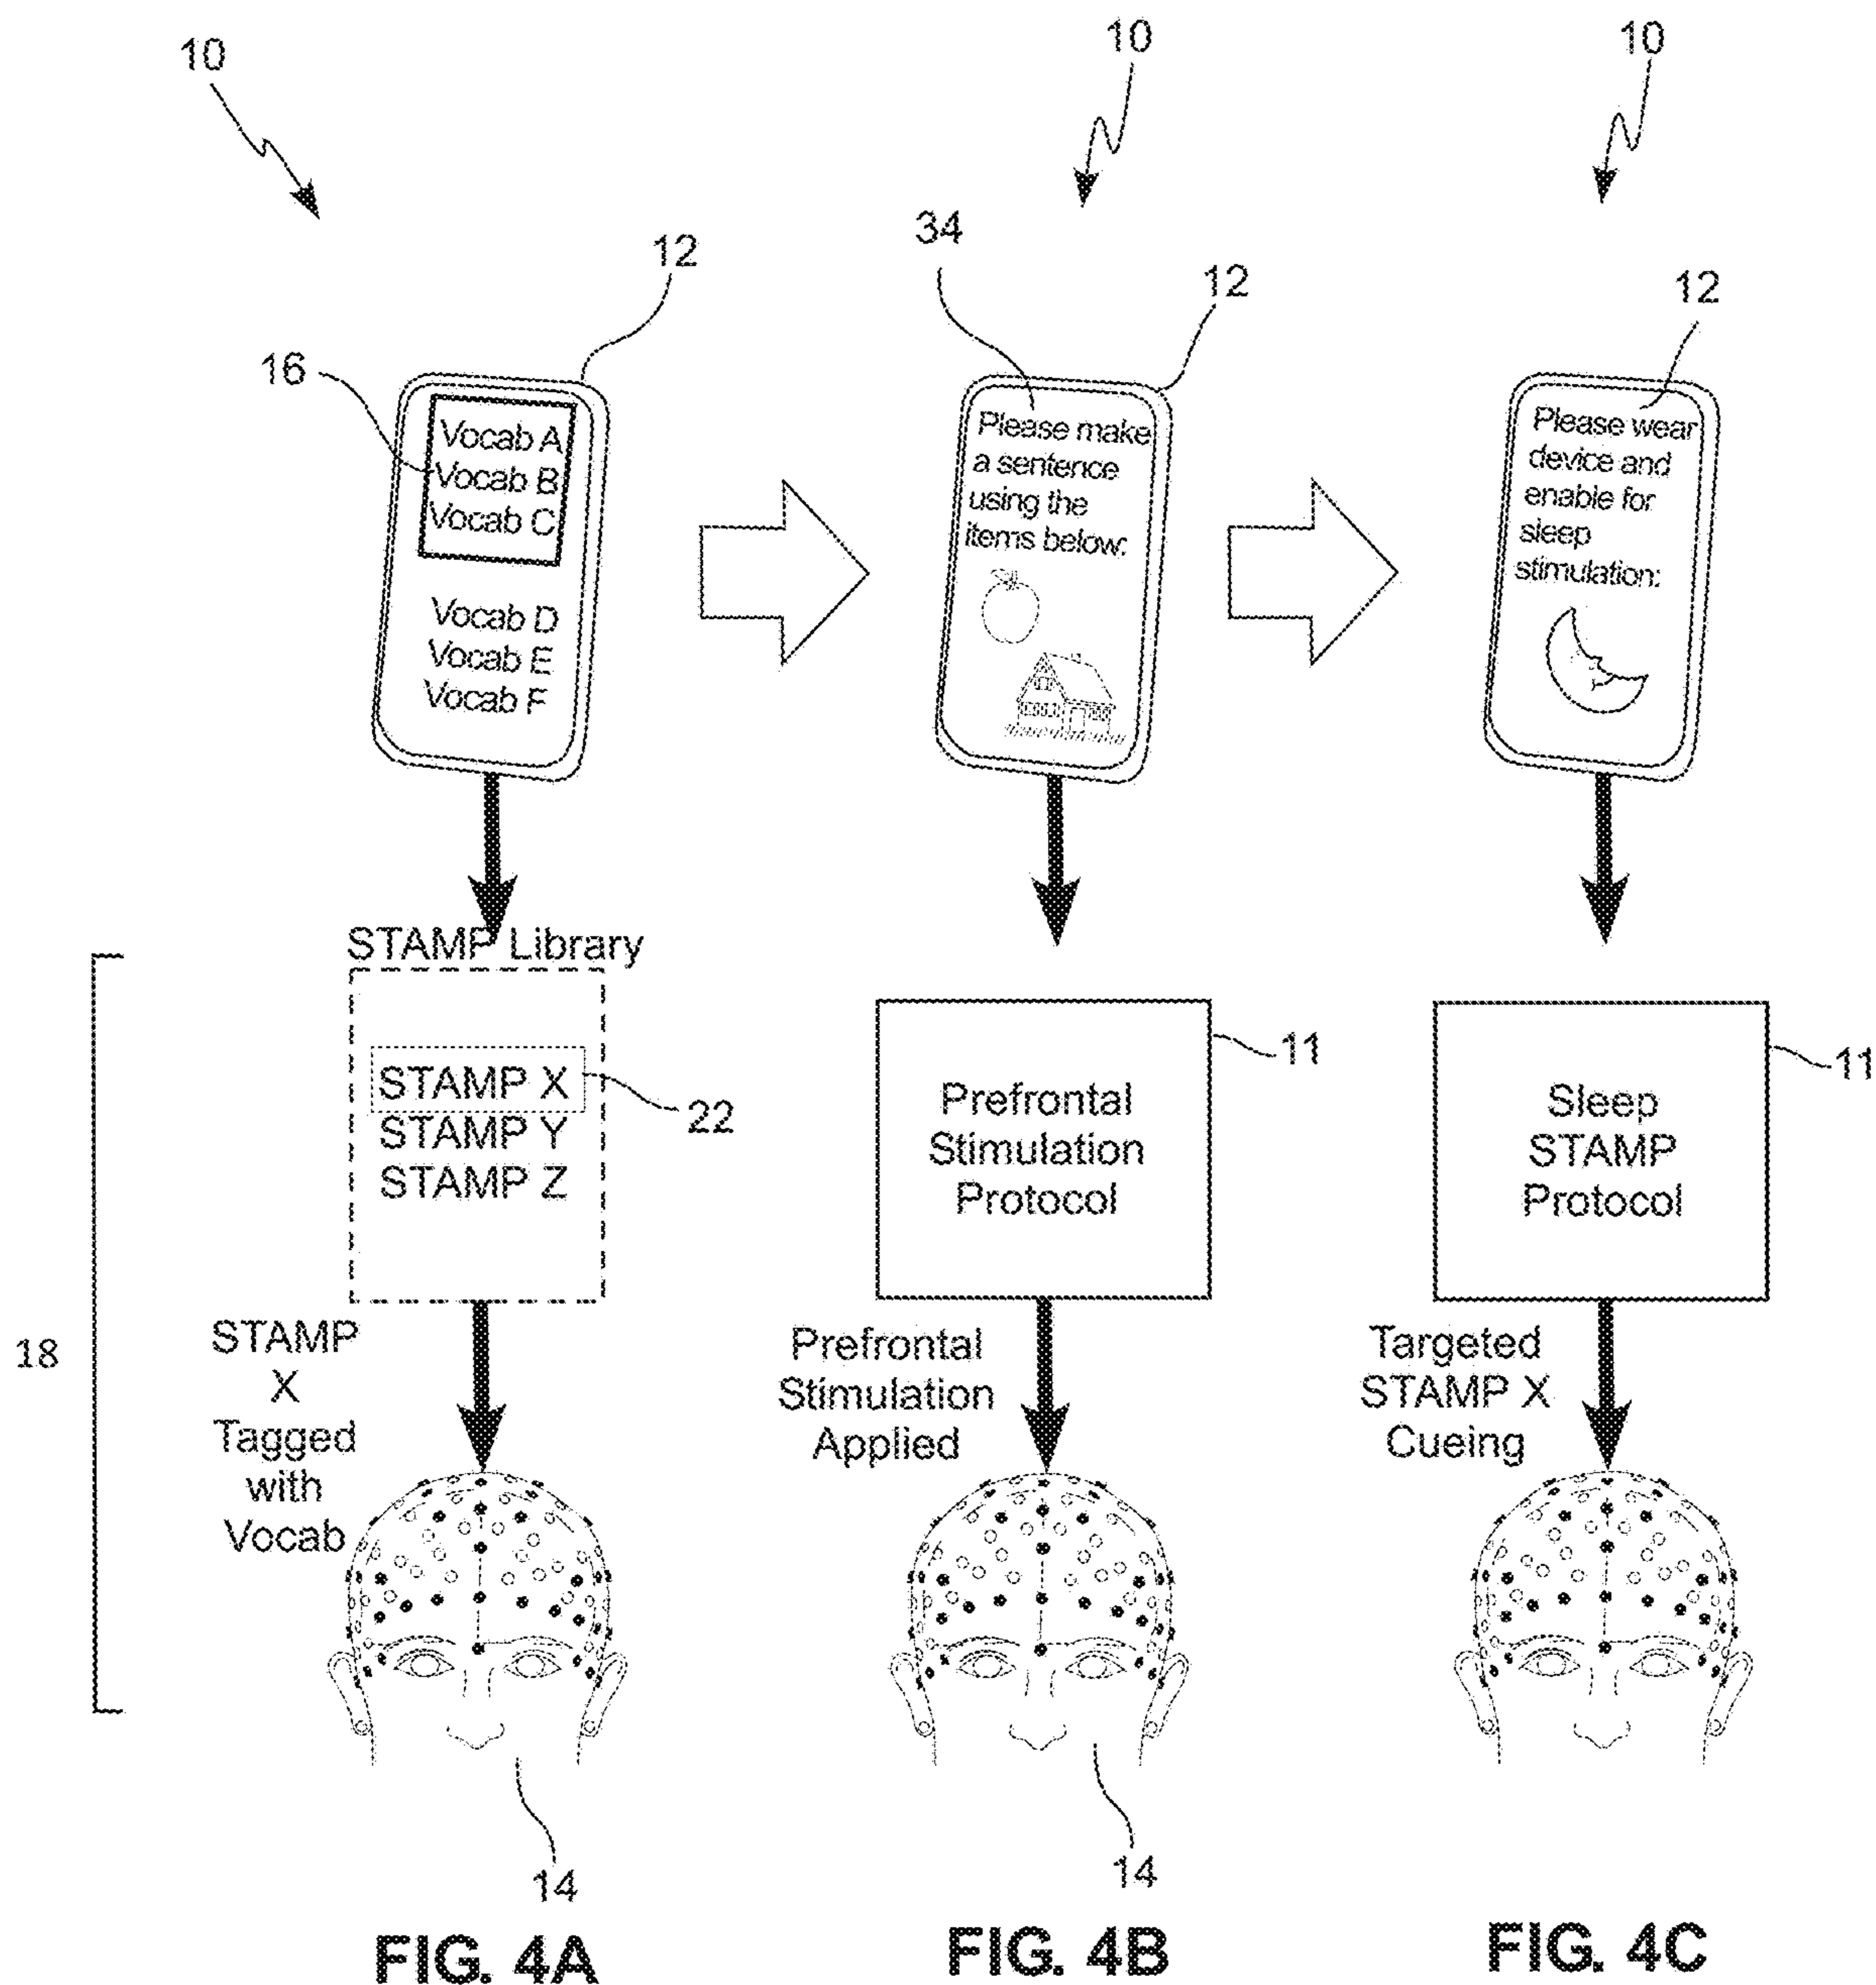 10
10
10
12
34
12
12
16
Vocab A
Vocab B
Vocab C
Vocab D
Vocab E
Vocab F
Please make
a sentence
using the
items below:
Please wear
device and
enable for
sleep
stimulation:
STAMP Library
STAMP X
STAMP Y
STAMP Z
22
Prefrontal
Stimulation
Protocol
11
Sleep
STAMP
Protocol
11
18
STAMP
X
Tagged
with
Vocab
Prefrontal
Stimulation
Applied
Targeted
STAMP X
Cueing
14
14
FIG. 4A
FIG. 4B
FIG. 4C